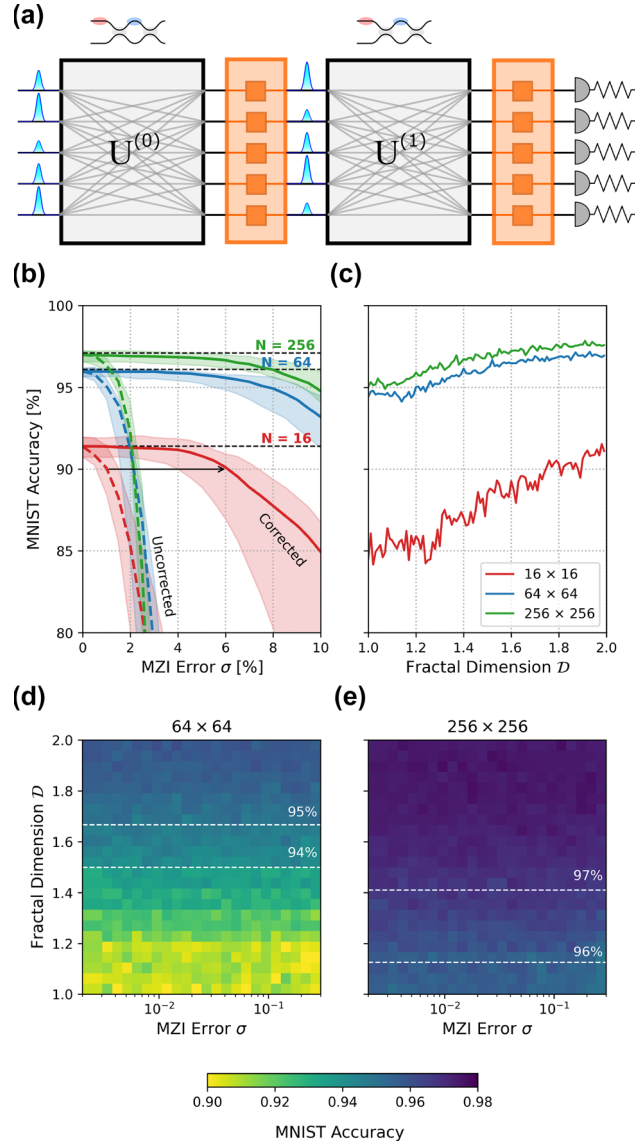 (a)
U(0)
U(1)
(b)
(c)
100
95
90
85
80
MNIST Accuracy [%]
N = 256
N = 64
N = 16
Uncorrected
Corrected
0
2
4
6
8
10
MZI Error σ [%]
16 × 16
64 × 64
256 × 256
1.0
1.2
1.4
1.6
1.8
2.0
Fractal Dimension 𝒟
(d)
(e)
64 × 64
256 × 256
2.0
1.8
1.6
1.4
1.2
1.0
Fractal Dimension 𝒟
95%
94%
97%
96%
10⁻²
10⁻¹
10⁻²
10⁻¹
MZI Error σ
MZI Error σ
0.90
0.92
0.94
0.96
0.98
MNIST Accuracy